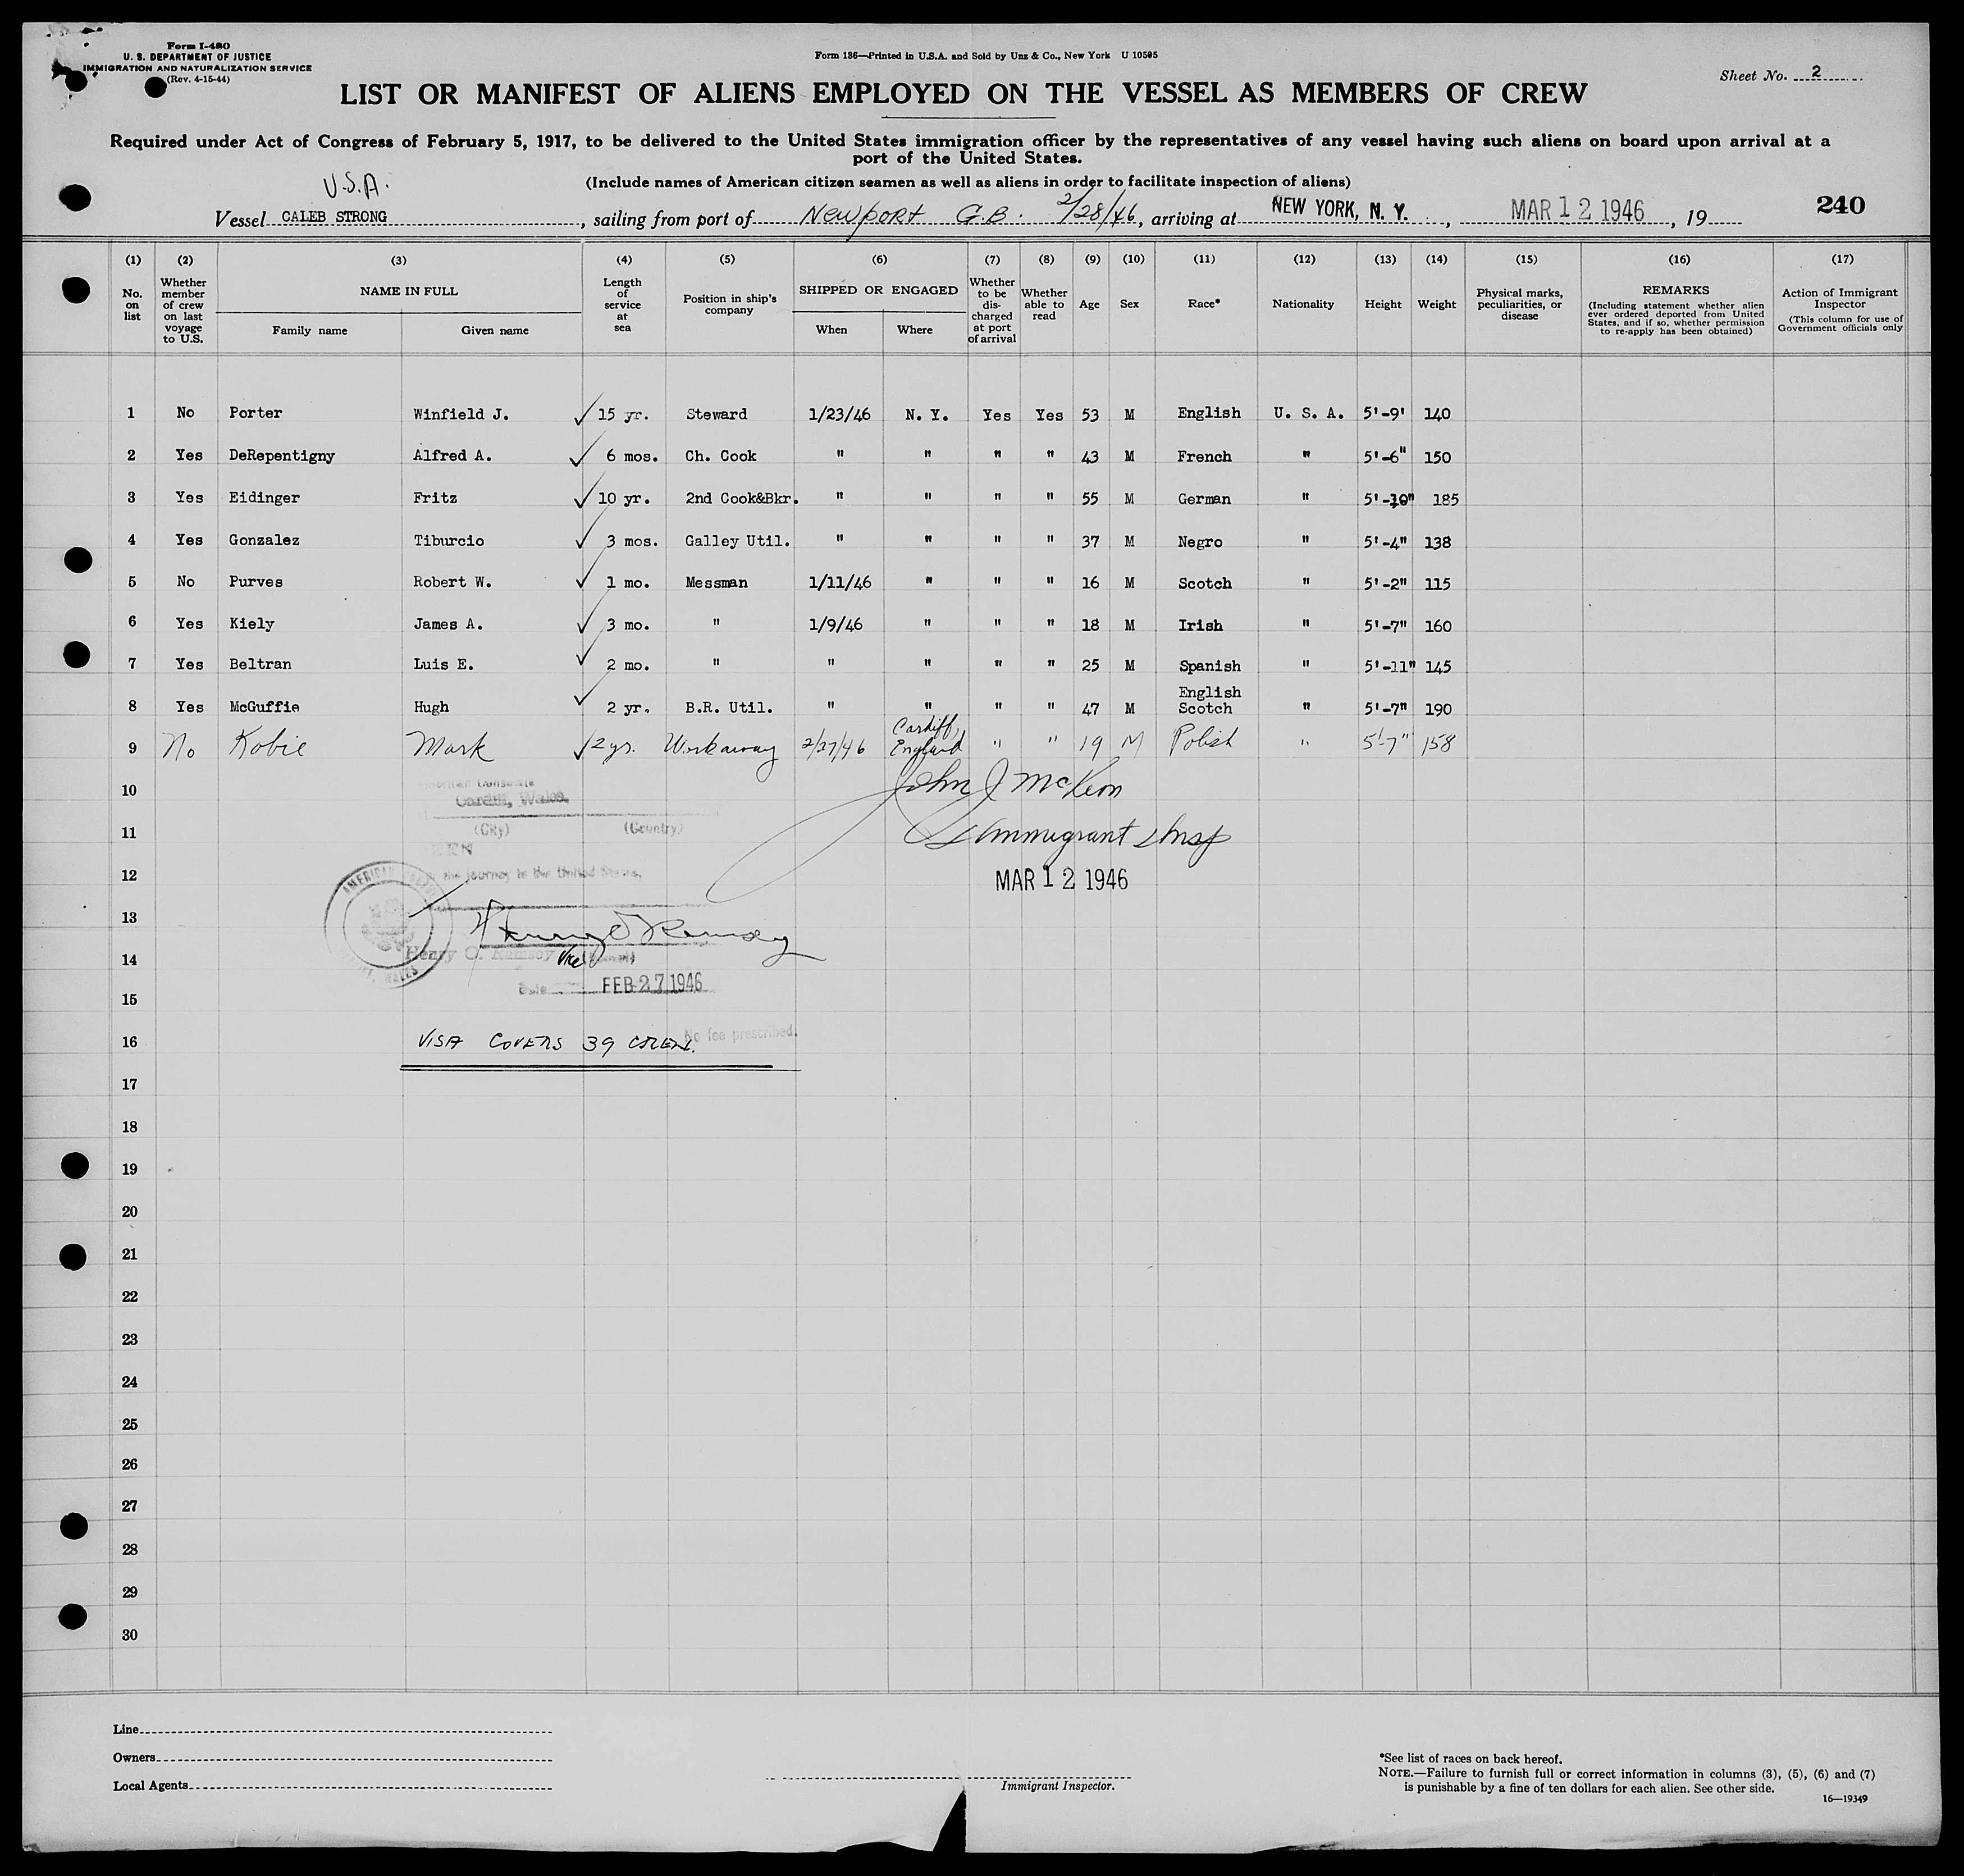 Form I-480
U. S. DEPARTMENT OF JUSTICE
IMMIGRATION AND NATURALIZATION SERVICE
(Rev. 4-15-44)
Form 136—Printed in U.S.A. and Sold by Unz & Co., New York U 10595
Sheet No. 2
LIST OR MANIFEST OF ALIENS EMPLOYED ON THE VESSEL AS MEMBERS OF CREW
Required under Act of Congress of February 5, 1917, to be delivered to the United States immigration officer by the representatives of any vessel having such aliens on board upon arrival at a
port of the United States.
U.S.A.
(Include names of American citizen seamen as well as aliens in order to facilitate inspection of aliens)
Vessel CALEB STRONG, sailing from port of Newport G.B. 2/28/46, arriving at NEW YORK, N. Y., MAR 12 1946, 19
240
(1) No. on list
(2) Whether member of crew on last voyage to U.S.
(3) NAME IN FULL Family name Given name
(4) Length of service at sea
(5) Position in ship's company
(6) SHIPPED OR ENGAGED When Where
(7) Whether to be discharged at port of arrival
(8) Whether able to read
(9) Age
(10) Sex
(11) Race*
(12) Nationality
(13) Height
(14) Weight
(15) Physical marks, peculiarities, or disease
(16) REMARKS (Including statement whether alien ever ordered deported from United States, and if so, whether permission to re-apply has been obtained)
(17) Action of Immigrant Inspector (This column for use of Government officials only
1 No Porter Winfield J. ✓ 15 yr. Steward 1/23/46 N. Y. Yes Yes 53 M English U. S. A. 5'-9' 140
2 Yes DeRepentigny Alfred A. ✓ 6 mos. Ch. Cook " " " " 43 M French " 5'-6" 150
3 Yes Eidinger Fritz ✓ 10 yr. 2nd Cook&Bkr. " " " " 55 M German " 5'-10" 185
4 Yes Gonzalez Tiburcio ✓ 3 mos. Galley Util. " " " " 37 M Negro " 5'-4" 138
5 No Purves Robert W. ✓ 1 mo. Messman 1/11/46 " " " 16 M Scotch " 5'-2" 115
6 Yes Kiely James A. ✓ 3 mo. " 1/9/46 " " " 18 M Irish " 5'-7" 160
7 Yes Beltran Luis E. ✓ 2 mo. " " " " " 25 M Spanish " 5'-11" 145
8 Yes McGuffie Hugh ✓ 2 yr. B.R. Util. " " " " 47 M English Scotch " 5'-7" 190
9 No Kobie Mark ✓ 2 yr. Workaway 2/27/46 Cardiff, England " " 19 M Polish " 5'-7" 158
10
John J McKeon
Cardiff, Wales.
11
(City) (Country)
Immigrant Insp
12
the journey to the United States.
MAR 12 1946
13
14
Henry C. Ramsey Vice
FEB 27 1946
15
16
VISA COVERS 39 CREW. No fee prescribed.
17
18
19
20
21
22
23
24
25
26
27
28
29
30
Line
Owners
Local Agents
Immigrant Inspector.
*See list of races on back hereof.
NOTE.—Failure to furnish full or correct information in columns (3), (5), (6) and (7)
is punishable by a fine of ten dollars for each alien. See other side.
16—19349